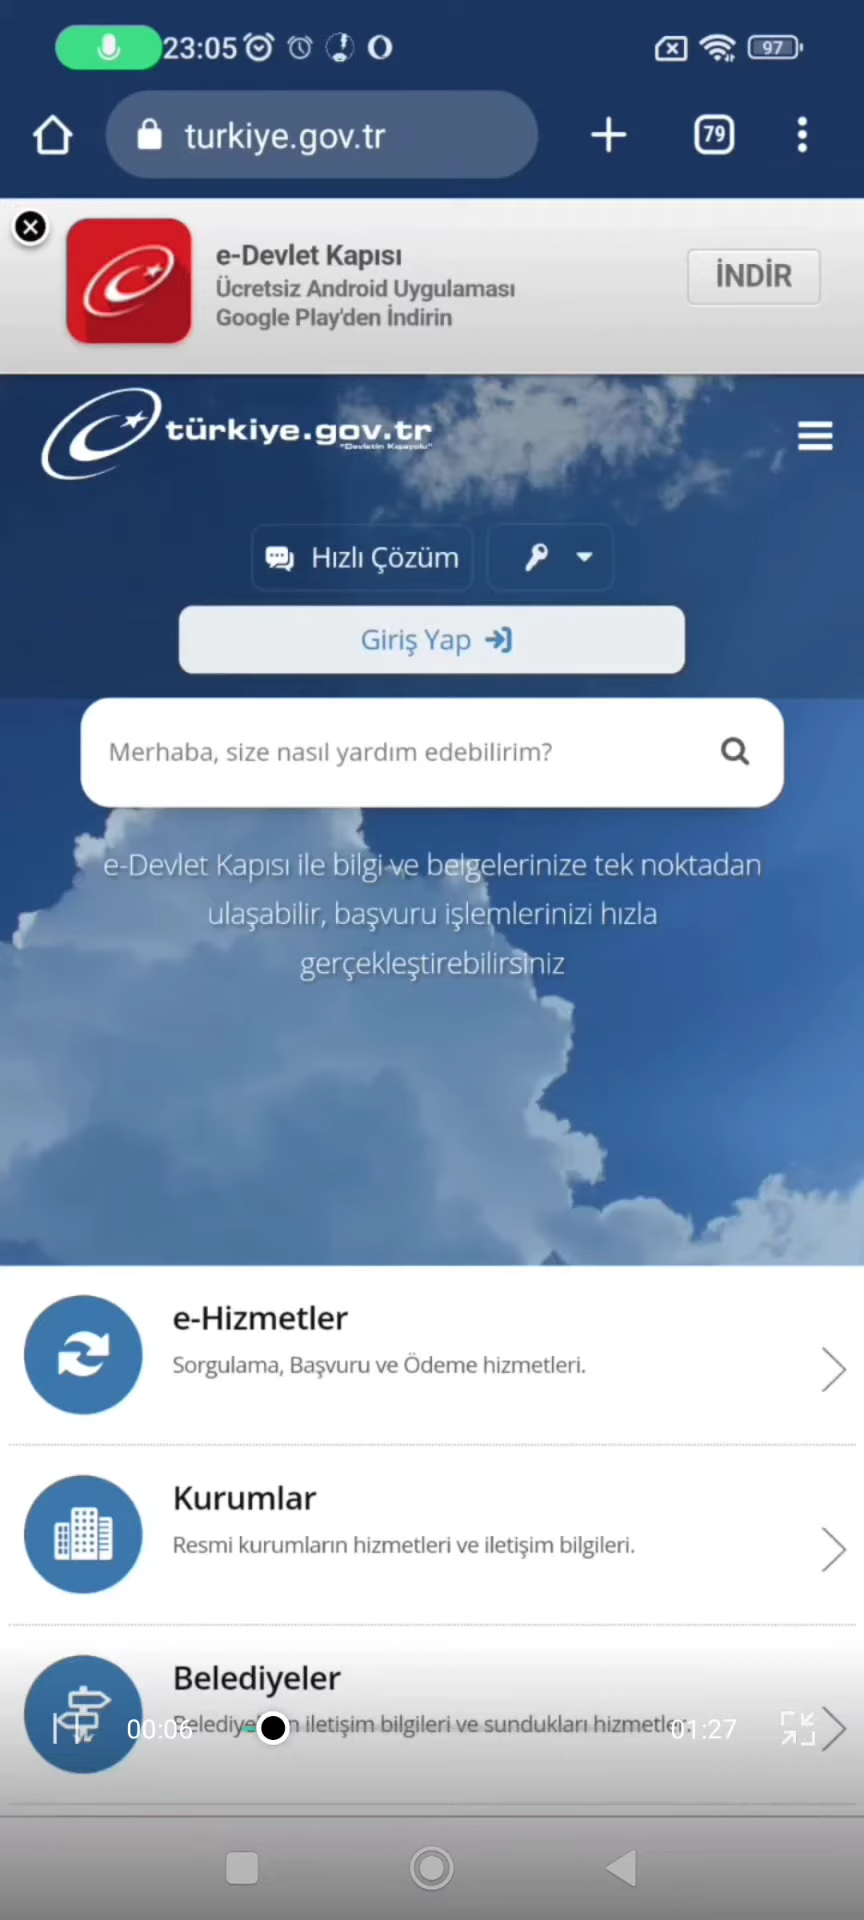 23:05
97
turkiye.gov.tr
79
e-Devlet Kapısı
Ücretsiz Android Uygulaması
Google Play'den İndirin
İNDİR
türkiye.gov.tr
"Devletin Kısayolu"
Hızlı Çözüm
Giriş Yap
Merhaba, size nasıl yardım edebilirim?
e-Devlet Kapısı ile bilgi ve belgelerinize tek noktadan
ulaşabilir, başvuru işlemlerinizi hızla
gerçekleştirebilirsiniz
e-Hizmetler
Sorgulama, Başvuru ve Ödeme hizmetleri.
Kurumlar
Resmi kurumların hizmetleri ve iletişim bilgileri.
Belediyeler
iletişim bilgileri ve sundukları hizmetler.
00:06
01:27